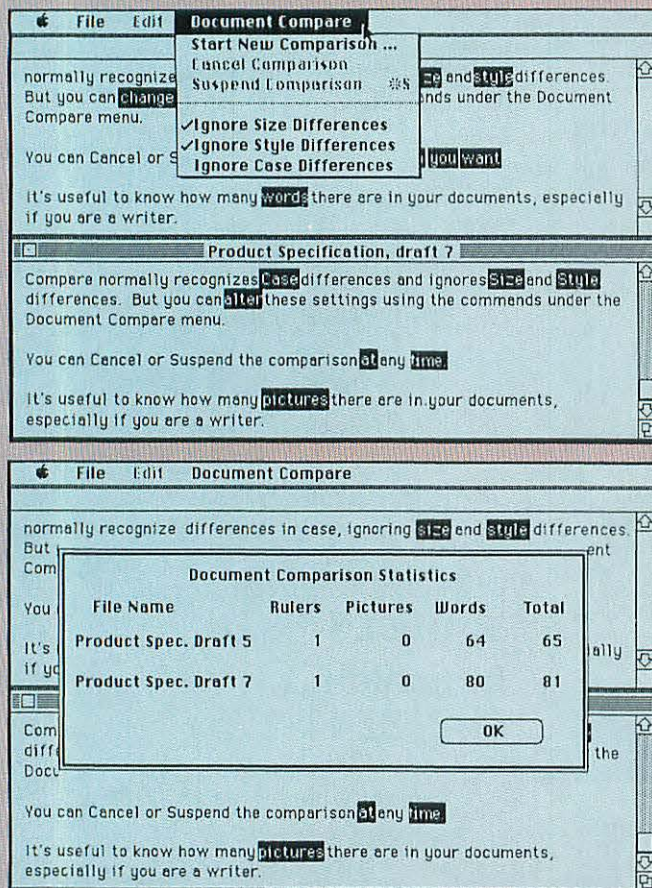 File Edit Document Compare
Start New Comparison ...
Cancel Comparison
Suspend Comparison ⌘S
✓Ignore Size Differences
✓Ignore Style Differences
Ignore Case Differences
normally recognize and style differences.
But you can change nds under the Document
Compare menu.
You can Cancel or S you want
It's useful to know how many words there are in your documents, especially
if you are a writer.
Product Specification, draft 7
Compare normally recognizes Case differences and ignores Size and Style
differences. But you can alter these settings using the commands under the
Document Compare menu.
You can Cancel or Suspend the comparison at any time.
It's useful to know how many pictures there are in your documents,
especially if you are a writer.
File Edit Document Compare
normally recognize differences in case, ignoring size and style differences.
But ent
Com
You
It's ally
if yo
Document Comparison Statistics
File Name Rulers Pictures Words Total
Product Spec. Draft 5 1 0 64 65
Product Spec. Draft 7 1 0 80 81
OK
Com
diffe the
Docu
You can Cancel or Suspend the comparison at any time.
It's useful to know how many pictures there are in your documents,
especially if you are a writer.